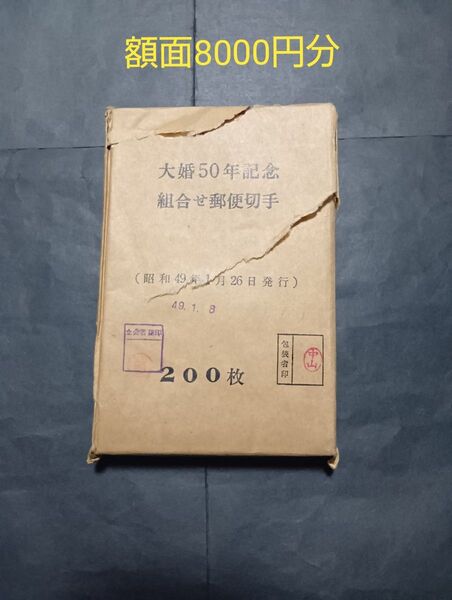 額面8000円分
大婚50年記念
組合せ郵便切手
(昭和49年1月26日発行)
49.1.8
200枚
包装者印
中山